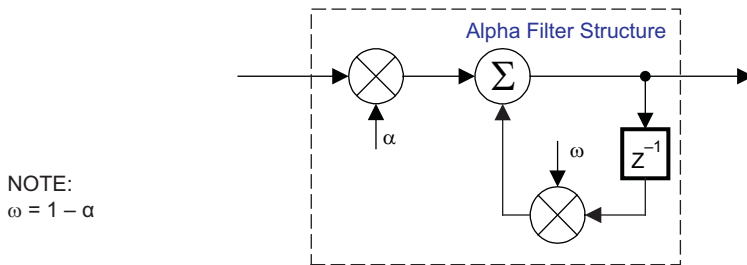 Alpha Filter Structure
Σ
α
ω
Z⁻¹
NOTE:
ω = 1 – α